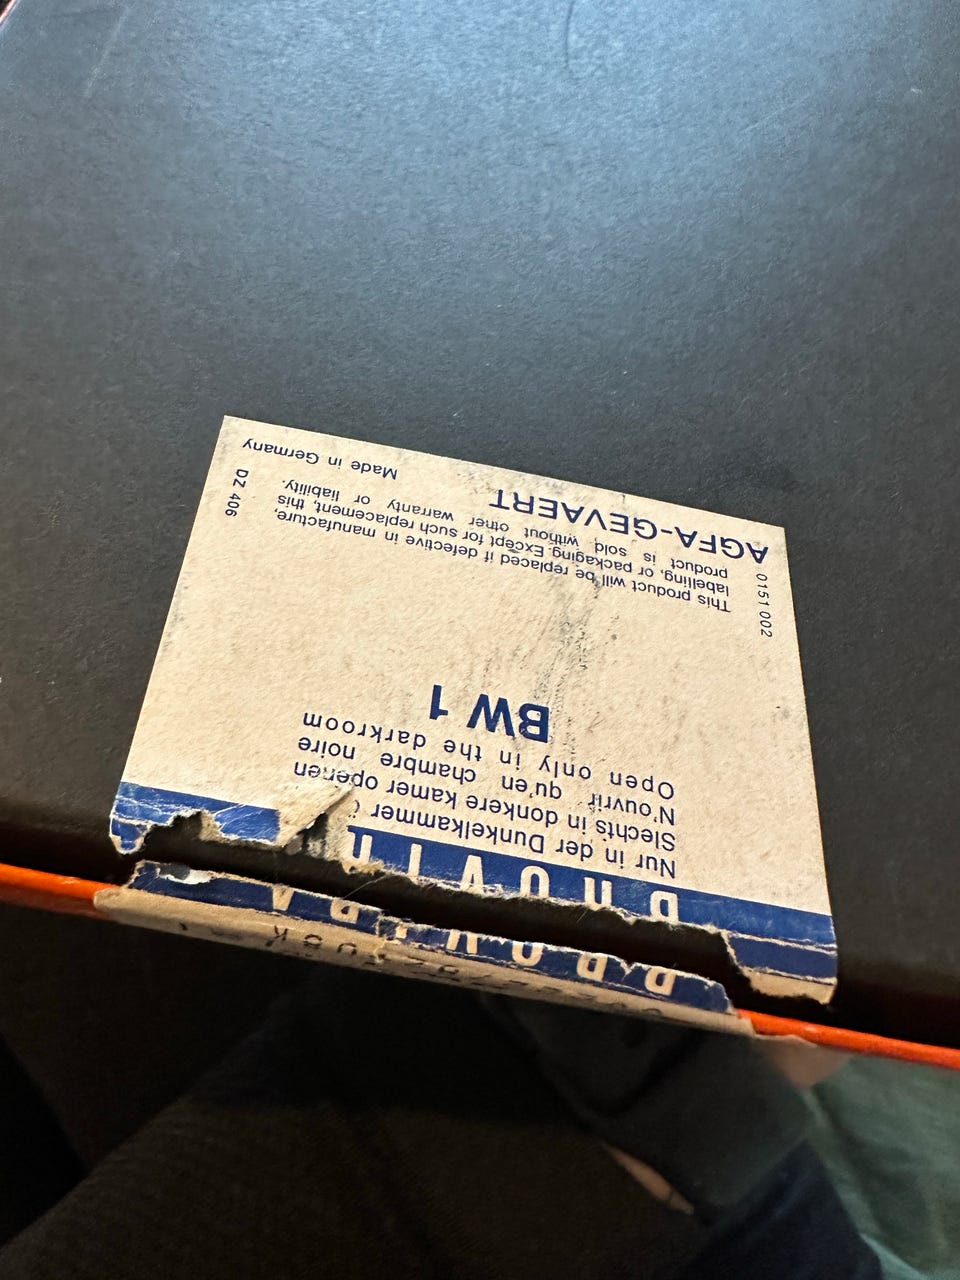 BROVIRA
Nur in der Dunkelkammer
Slechts in donkere kamer openen
N'ouvrir qu'en chambre noire
Open only in the darkroom
BW 1
This product will be replaced if defective in manufacture,
labelling, or packaging. Except for such replacement, this
product is sold without other warranty or liability.
AGFA-GEVAERT
Made in Germany
0151 002
DZ 406